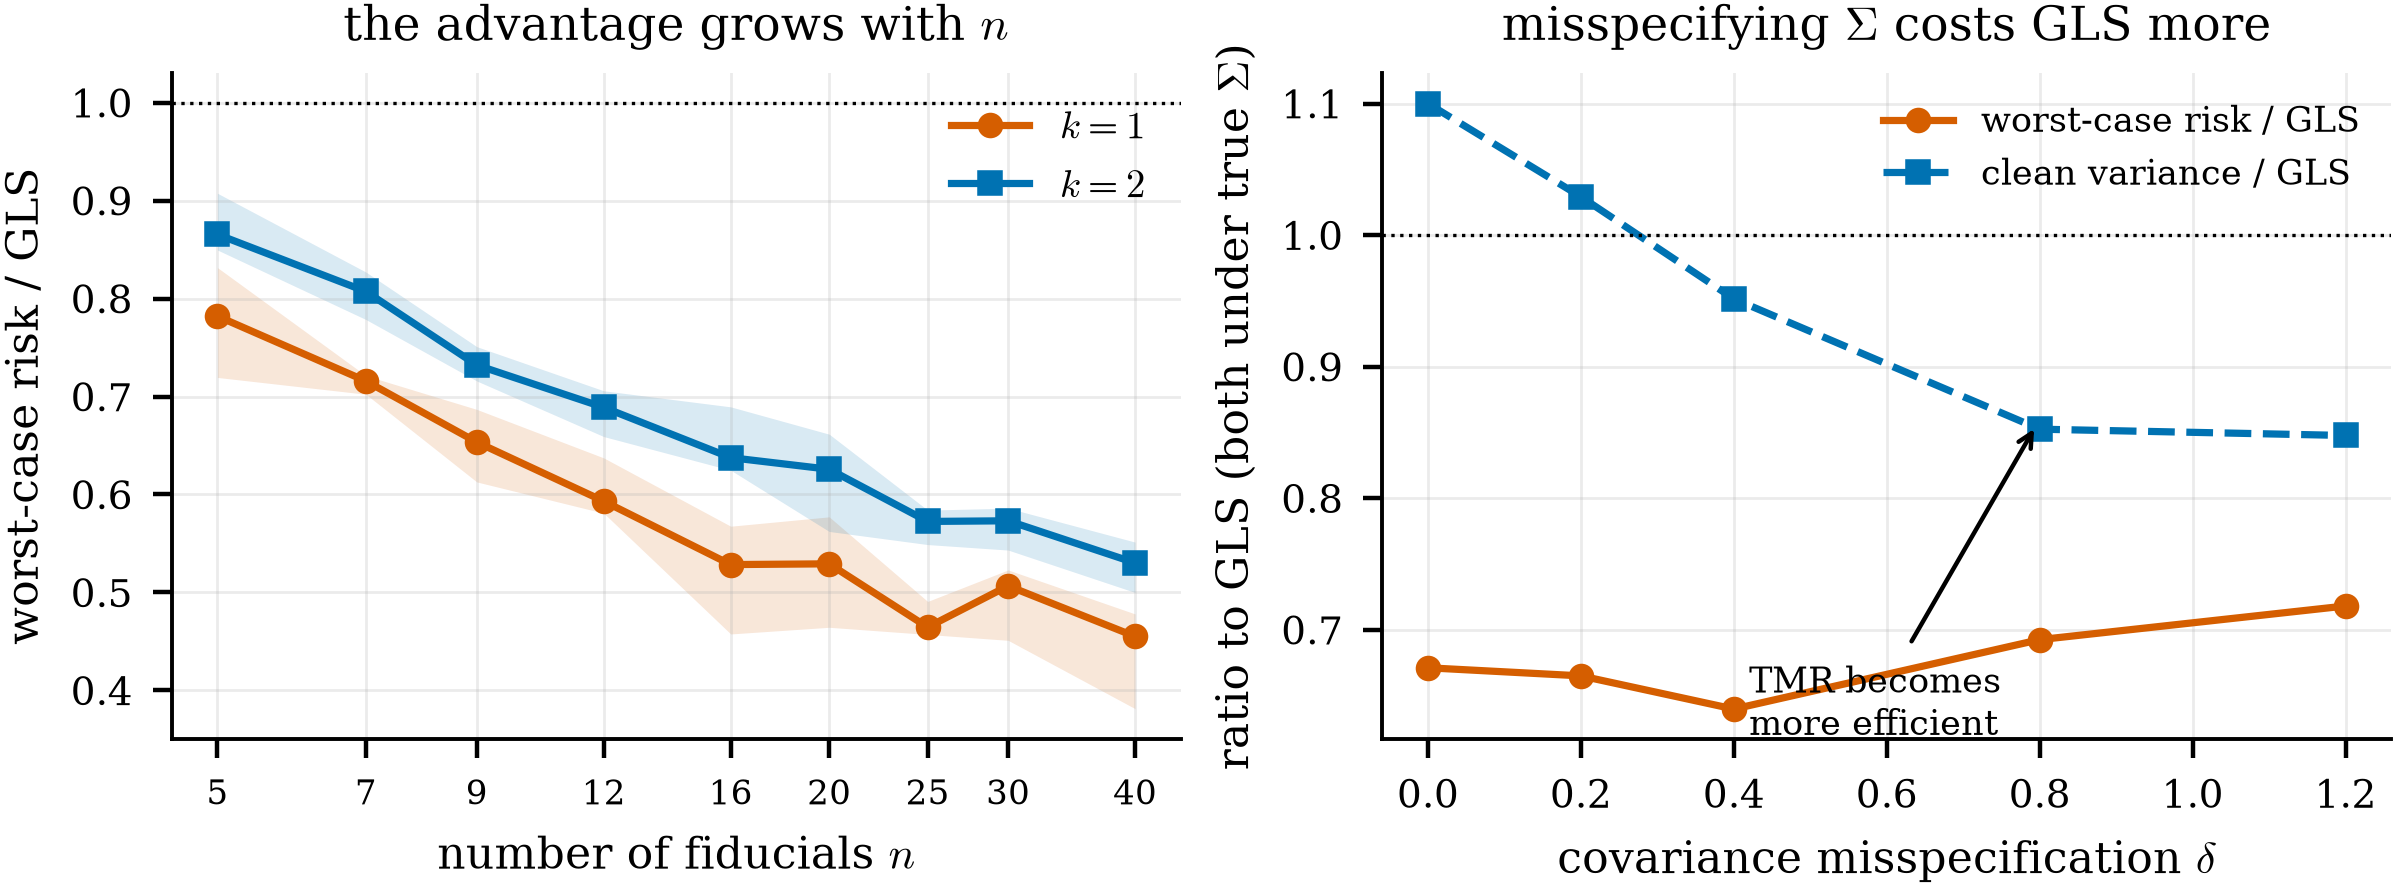 the advantage grows with n
worst-case risk / GLS
1.0
0.9
0.8
0.7
0.6
0.5
0.4
k = 1
k = 2
5 7 9 12 16 20 25 30 40
number of fiducials n
misspecifying Σ costs GLS more
ratio to GLS (both under true Σ)
1.1
1.0
0.9
0.8
0.7
worst-case risk / GLS
clean variance / GLS
TMR becomes
more efficient
0.0 0.2 0.4 0.6 0.8 1.0 1.2
covariance misspecification δ